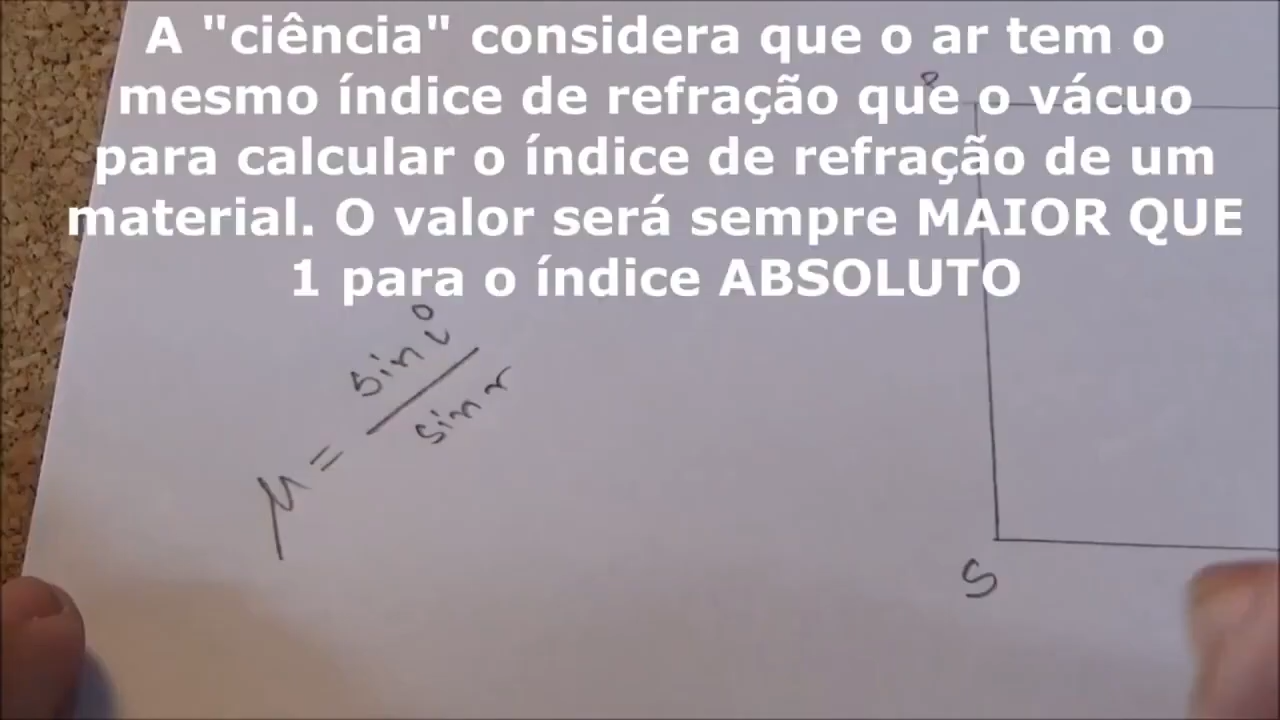 A "ciência" considera que o ar tem o
mesmo índice de refração que o vácuo
para calcular o índice de refração de um
material. O valor será sempre MAIOR QUE
1 para o índice ABSOLUTO
μ = sin i / sin r
S